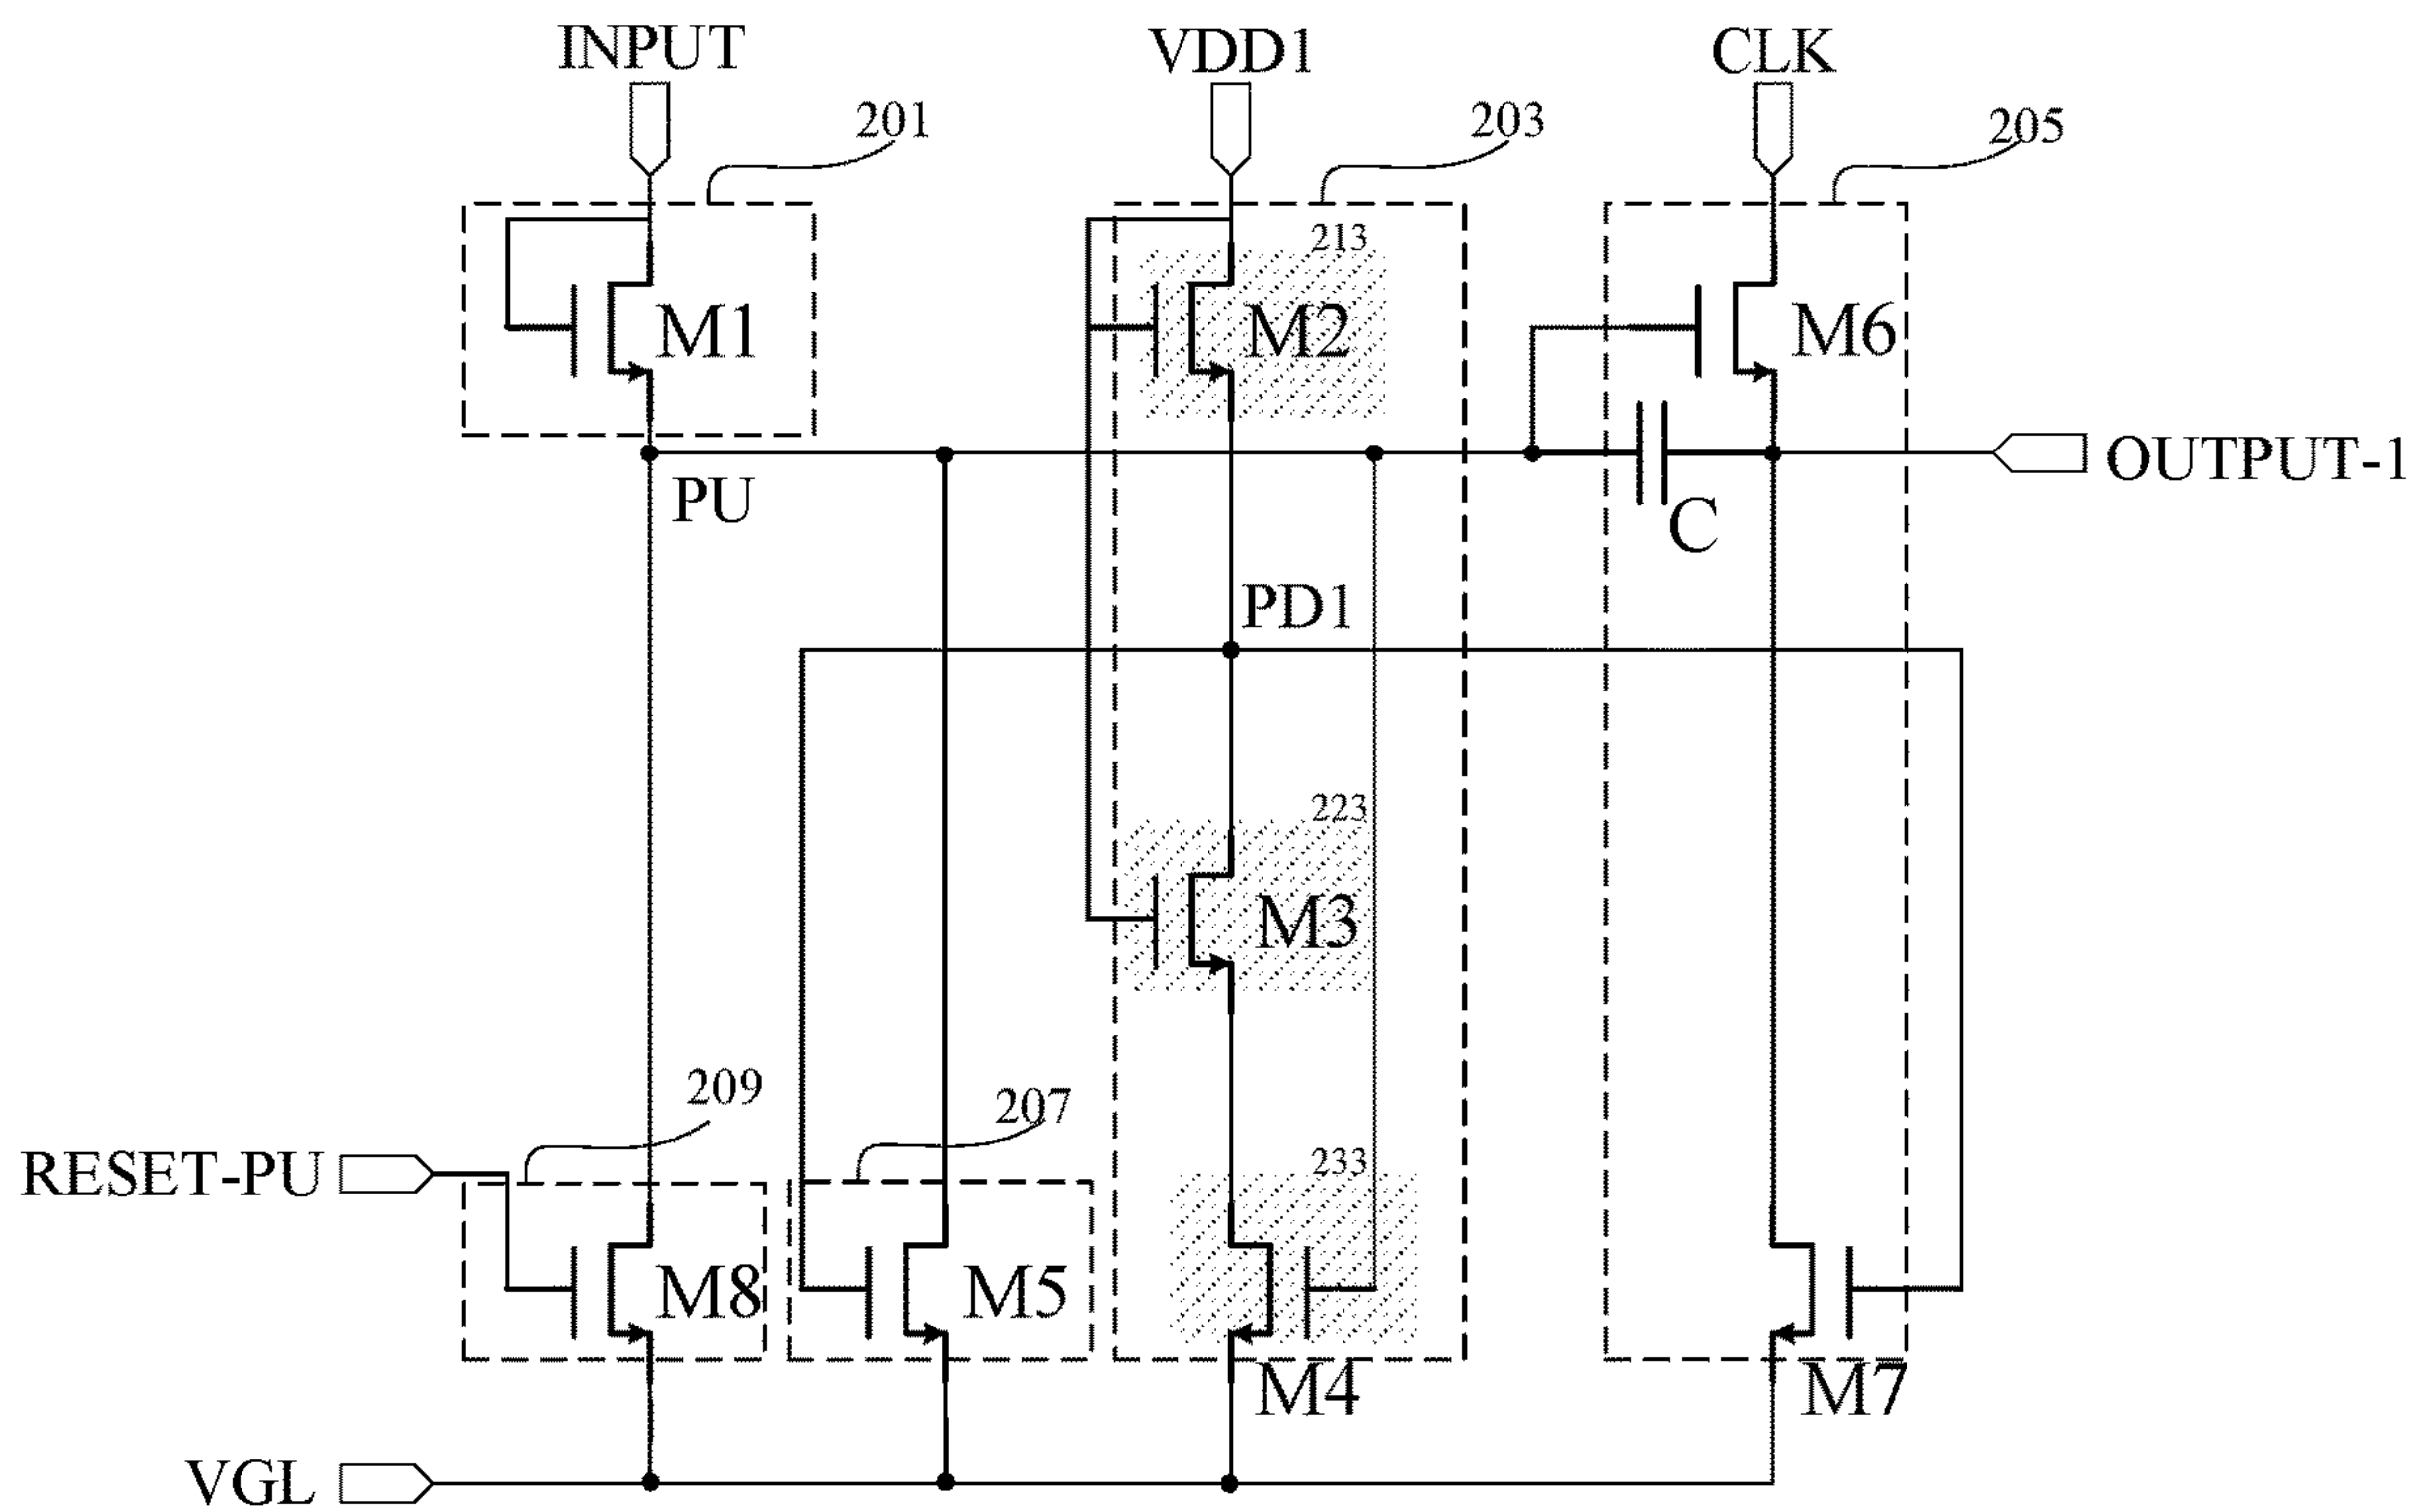 INPUT
VDD1
CLK
201
203
205
213
M1
M2
M6
OUTPUT-1
PU
C
PD1
223
M3
209
207
233
RESET-PU
M8
M5
M4
M7
VGL